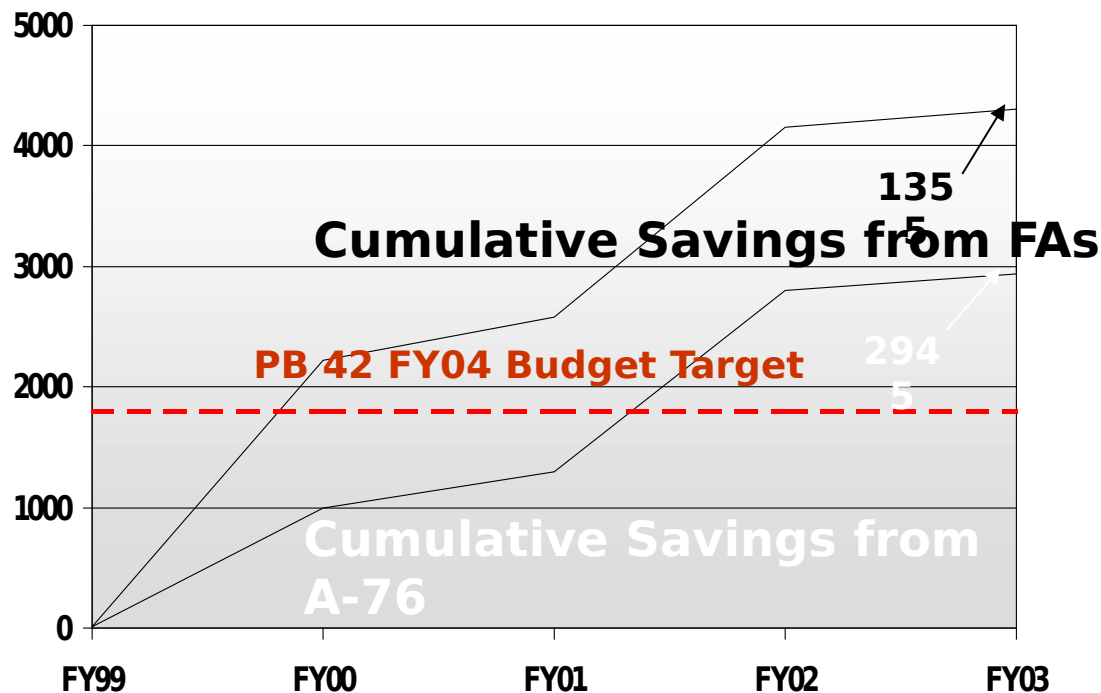 5000
4000
135
5
Cumulative Savings from FAs
3000
294
5
PB 42 FY04 Budget Target
2000
1000
Cumulative Savings from
A-76
0
FY99 FY00 FY01 FY02 FY03